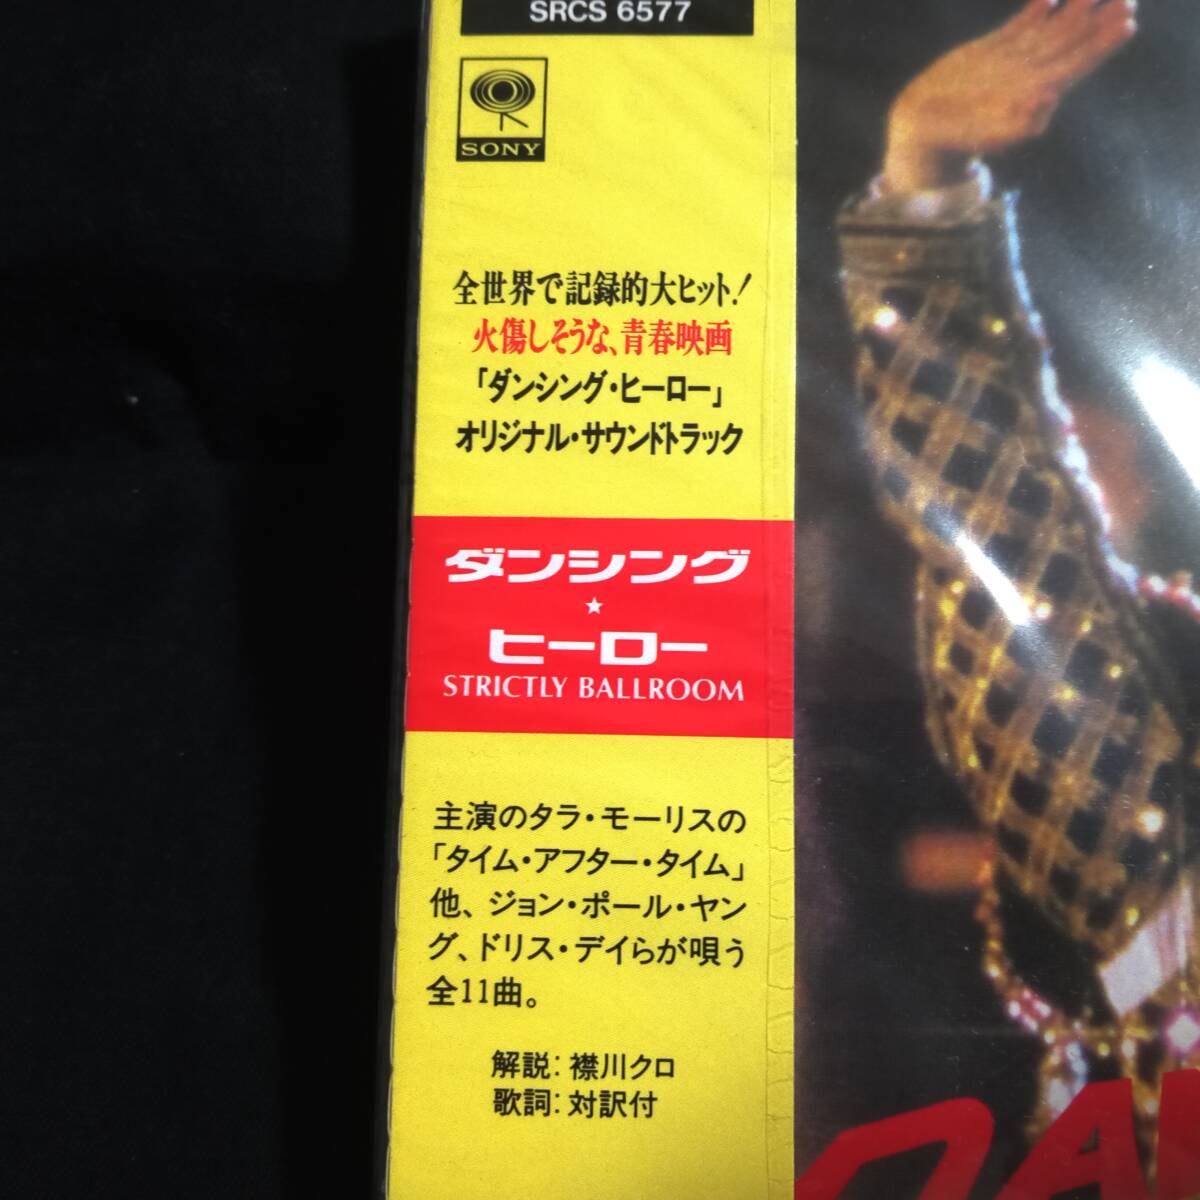 SRCS 6577
SONY
全世界で記録的大ヒット!
火傷しそうな、青春映画
「ダンシング・ヒーロー」
オリジナル・サウンドトラック
ダンシング
★
ヒーロー
STRICTLY BALLROOM
主演のタラ・モーリスの
「タイム・アフター・タイム」
他、ジョン・ポール・ヤン
グ、ドリス・デイらが唄う
全11曲。
解説: 襟川クロ
歌詞: 対訳付